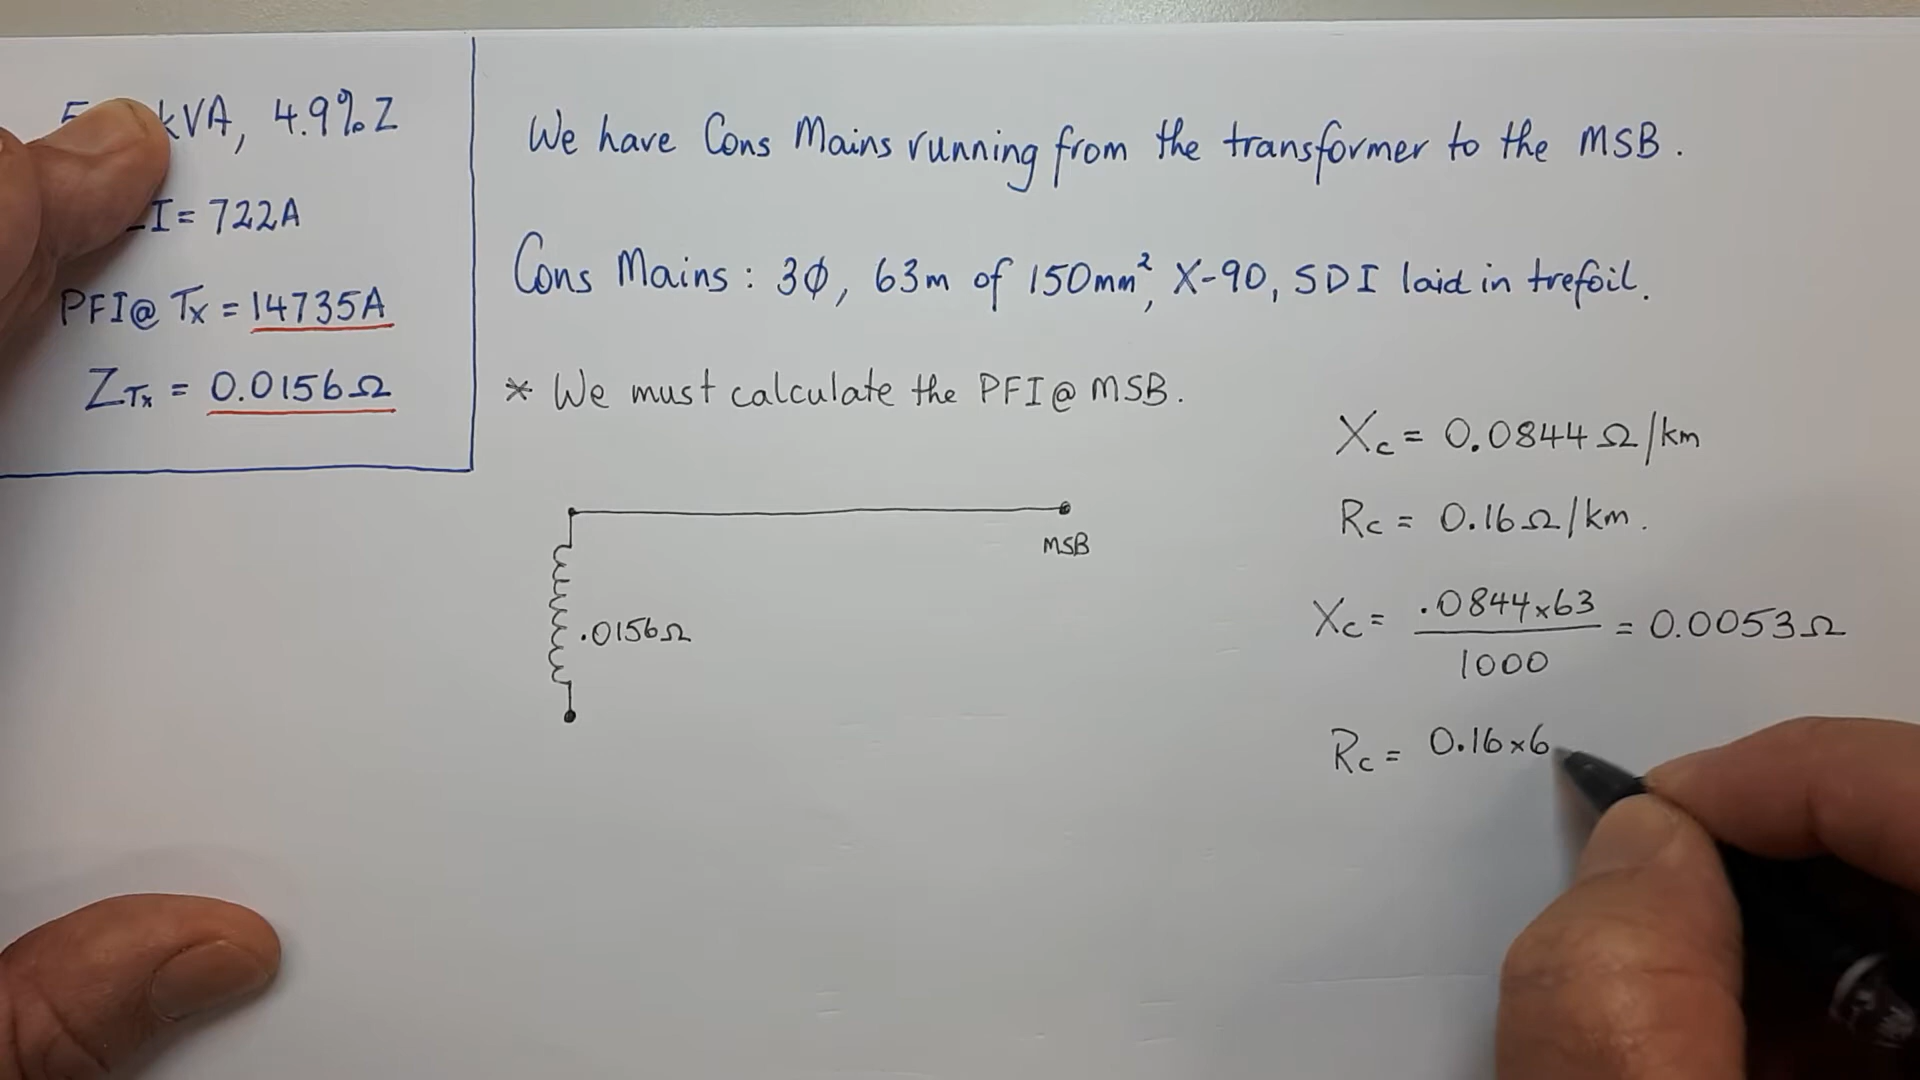 kVA, 4.9%Z
I = 722A
PFI@ Tx = 14735A
ZTx = 0.0156Ω
We have Cons Mains running from the transformer to the MSB.
Cons Mains : 3Ø, 63m of 150mm², X-90, SDI laid in trefoil.
* We must calculate the PFI@ MSB.
Xc = 0.0844 Ω/km
Rc = 0.16Ω/km.
MSB
.0156Ω
Xc = .0844x63 = 0.0053Ω
1000
Rc = 0.16x6